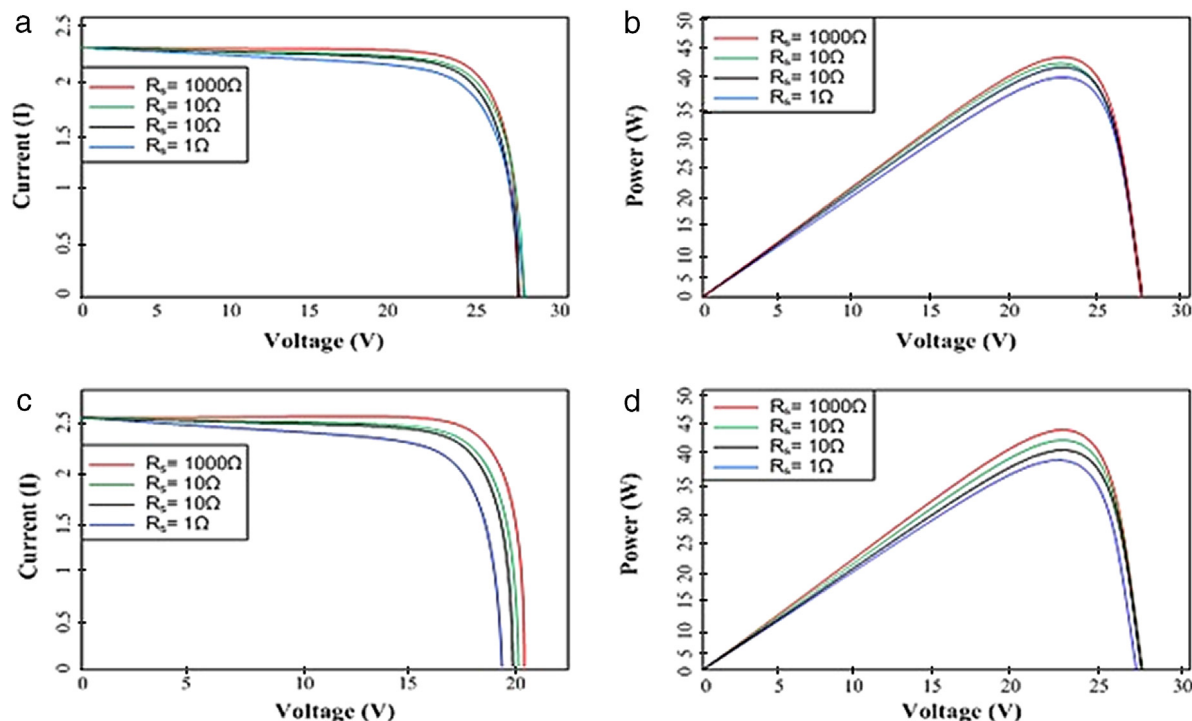 a
2.5
2
1.5
1
0.5
0
Current (I)
Rs= 1000Ω
Rs= 10Ω
Rs= 10Ω
Rs= 1Ω
0 5 10 15 20 25 30
Voltage (V)
b
50
45
40
35
30
25
20
15
10
5
0
Power (W)
Rs= 1000Ω
Rs= 10Ω
Rs= 10Ω
Rs= 1Ω
0 5 10 15 20 25 30
Voltage (V)
c
2.5
2
1.5
1
0.5
0
Current (I)
Rs= 1000Ω
Rs= 10Ω
Rs= 10Ω
Rs= 1Ω
0 5 10 15 20
Voltage (V)
d
50
45
40
35
30
25
20
15
10
5
0
Power (W)
Rs= 1000Ω
Rs= 10Ω
Rs= 10Ω
Rs= 1Ω
0 5 10 15 20 25 30
Voltage (V)